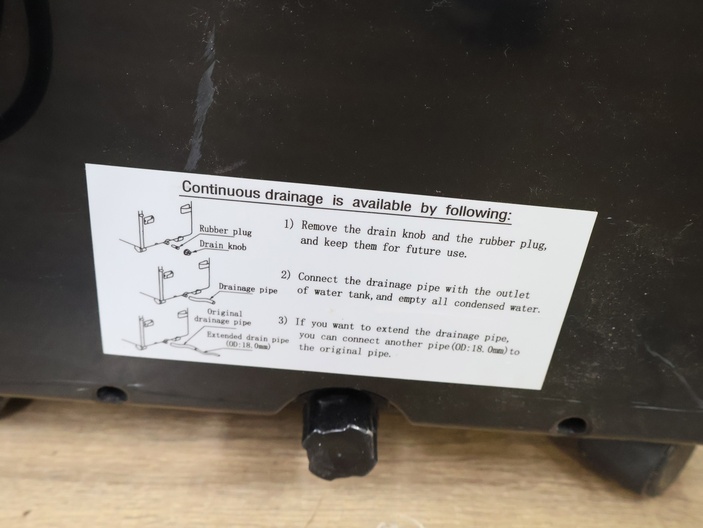 Continuous drainage is available by following:
Rubber plug
Drain knob
1) Remove the drain knob and the rubber plug,
and keep them for future use.
Drainage pipe
2) Connect the drainage pipe with the outlet
of water tank, and empty all condensed water.
Original
drainage pipe
Extended drain pipe
(OD:18.0mm)
3) If you want to extend the drainage pipe,
you can connect another pipe(OD:18.0mm)to
the original pipe.